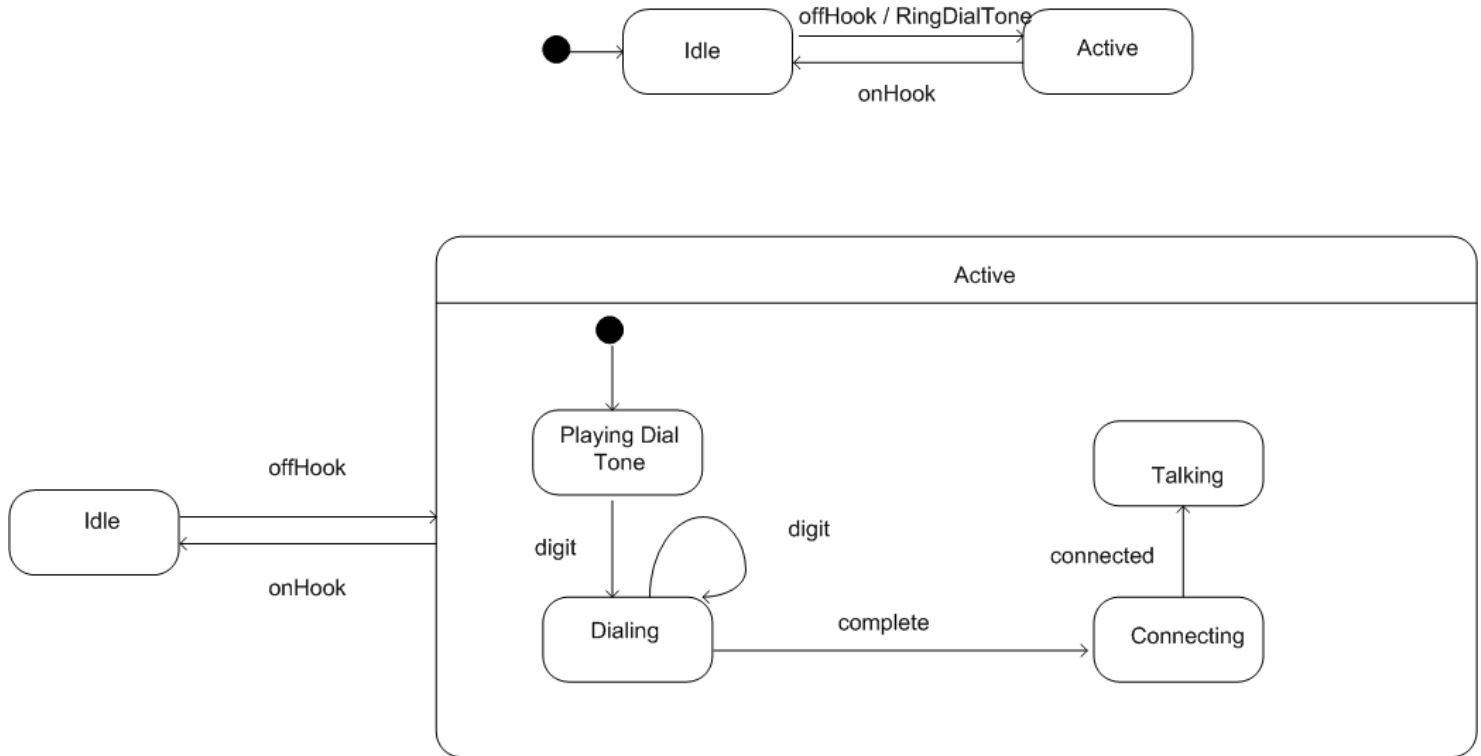 offHook / RingDialTone
Idle
Active
onHook
Active
Playing Dial
Tone
offHook
Talking
Idle
digit
digit
connected
onHook
complete
Dialing
Connecting